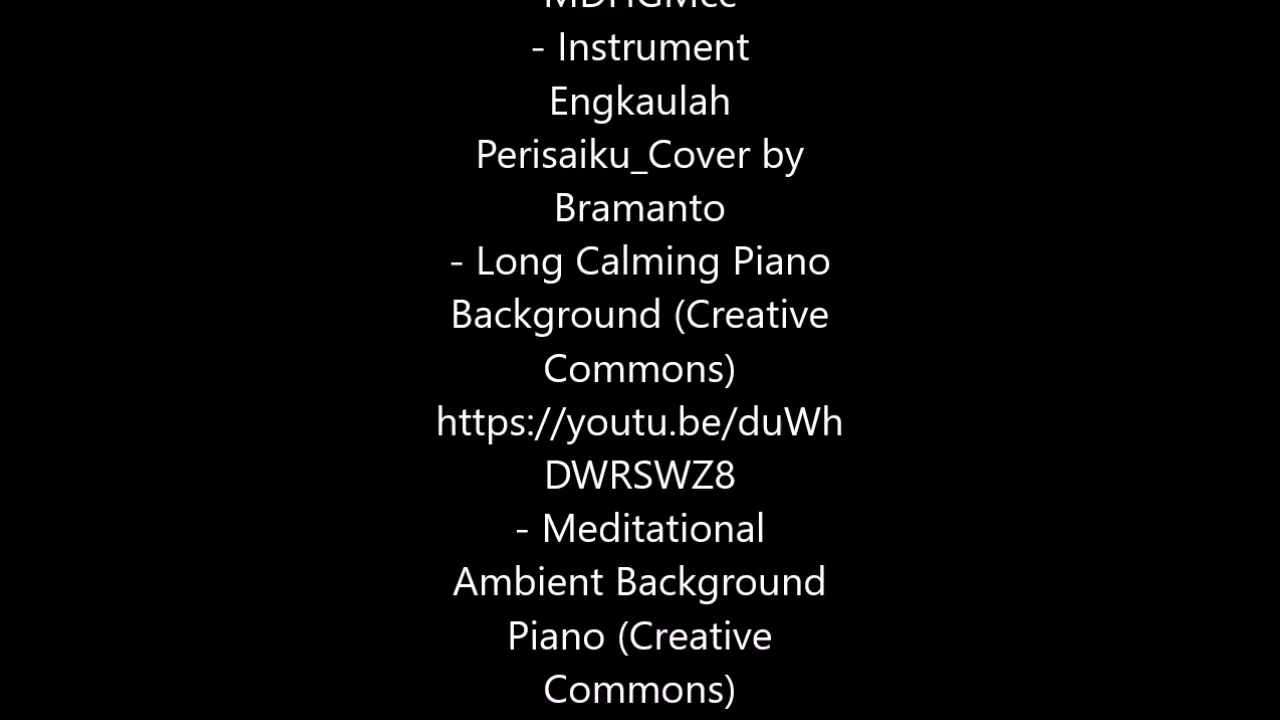 - Instrument
Engkaulah
Perisaiku_Cover by
Bramanto
- Long Calming Piano
Background (Creative
Commons)
https://youtu.be/duWh
DWRSWZ8
- Meditational
Ambient Background
Piano (Creative
Commons)